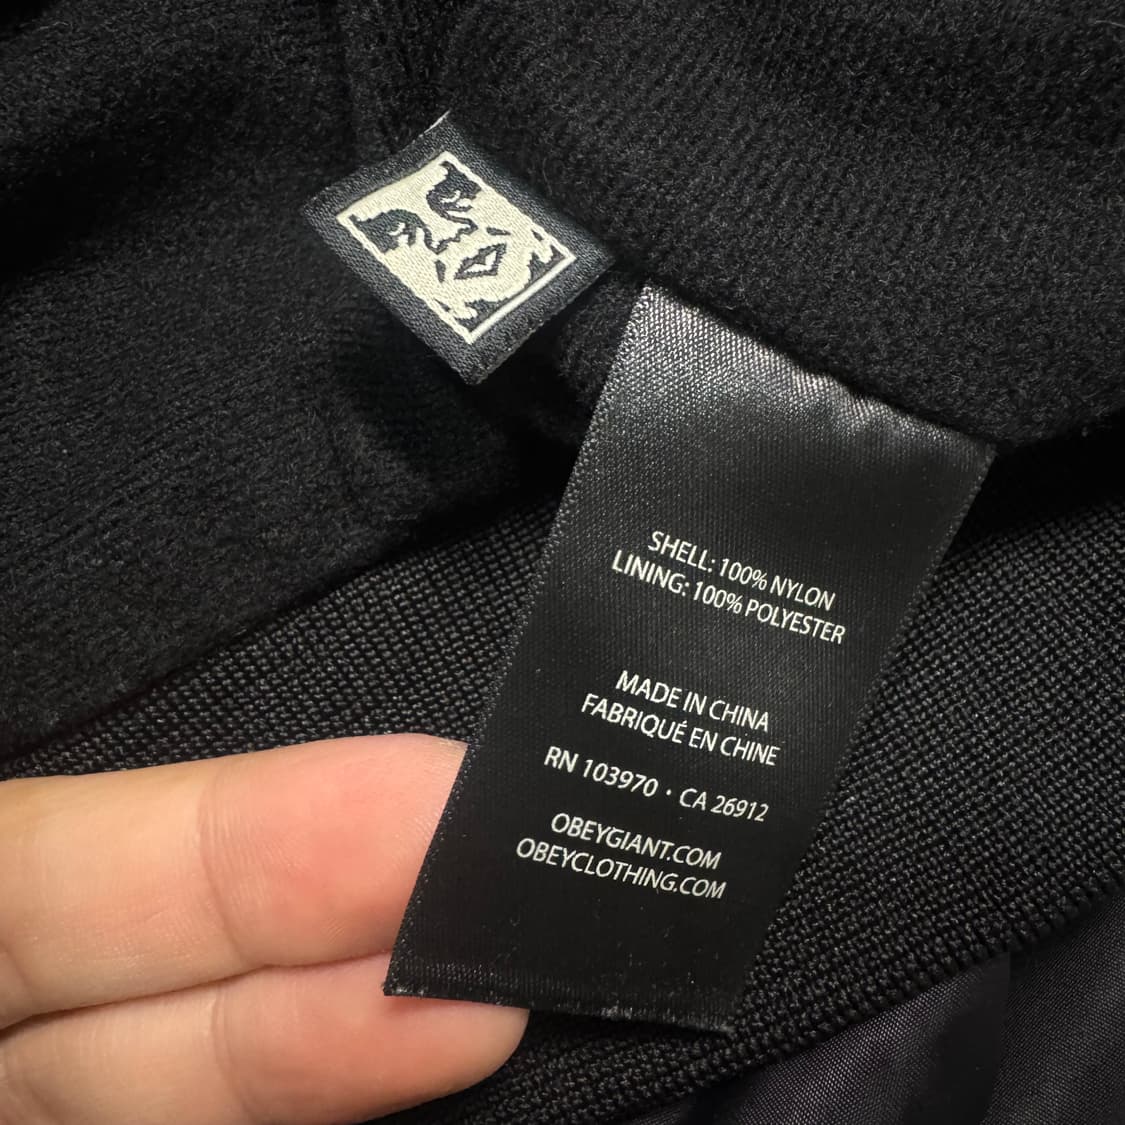 SHELL: 100% NYLON
LINING: 100% POLYESTER
MADE IN CHINA
FABRIQUÉ EN CHINE
RN 103970 · CA 26912
OBEYGIANT.COM
OBEYCLOTHING.COM